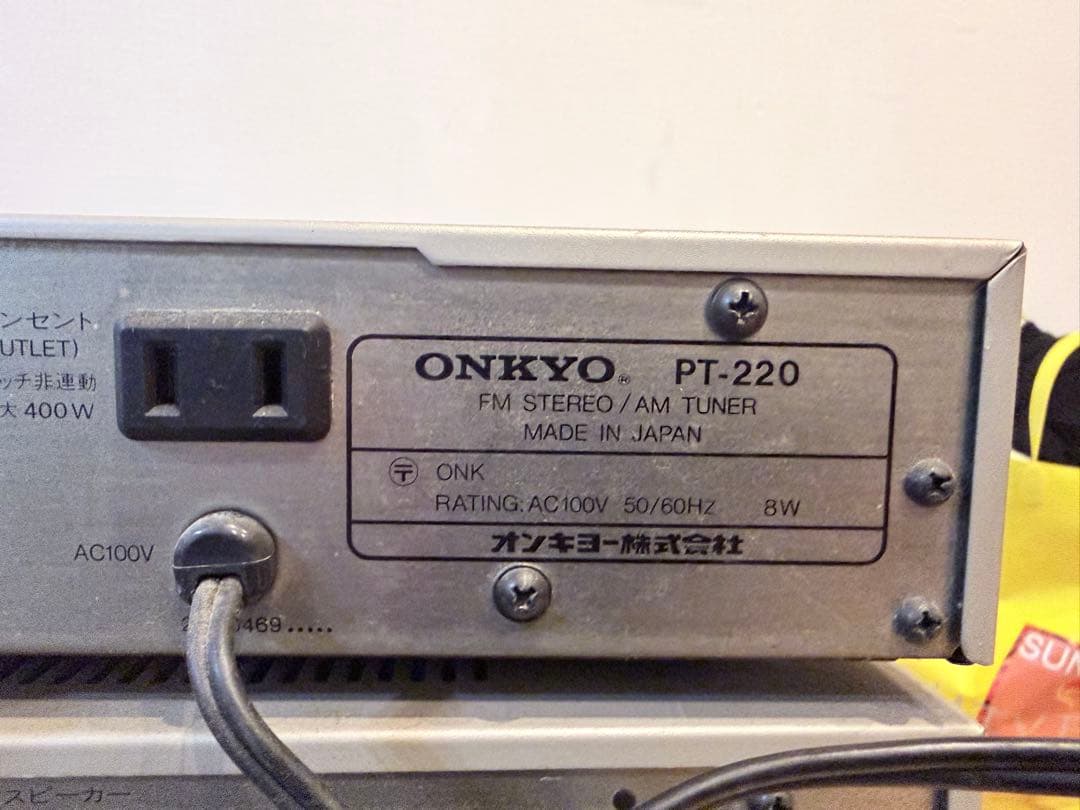 ンセント
UTLET)
ッチ非連動
大 400W
AC100V
ONKYO® PT-220
FM STEREO / AM TUNER
MADE IN JAPAN
〶 ONK
RATING: AC100V 50/60Hz 8W
オンキヨー株式会社
0469.....
SUN
スピーカー